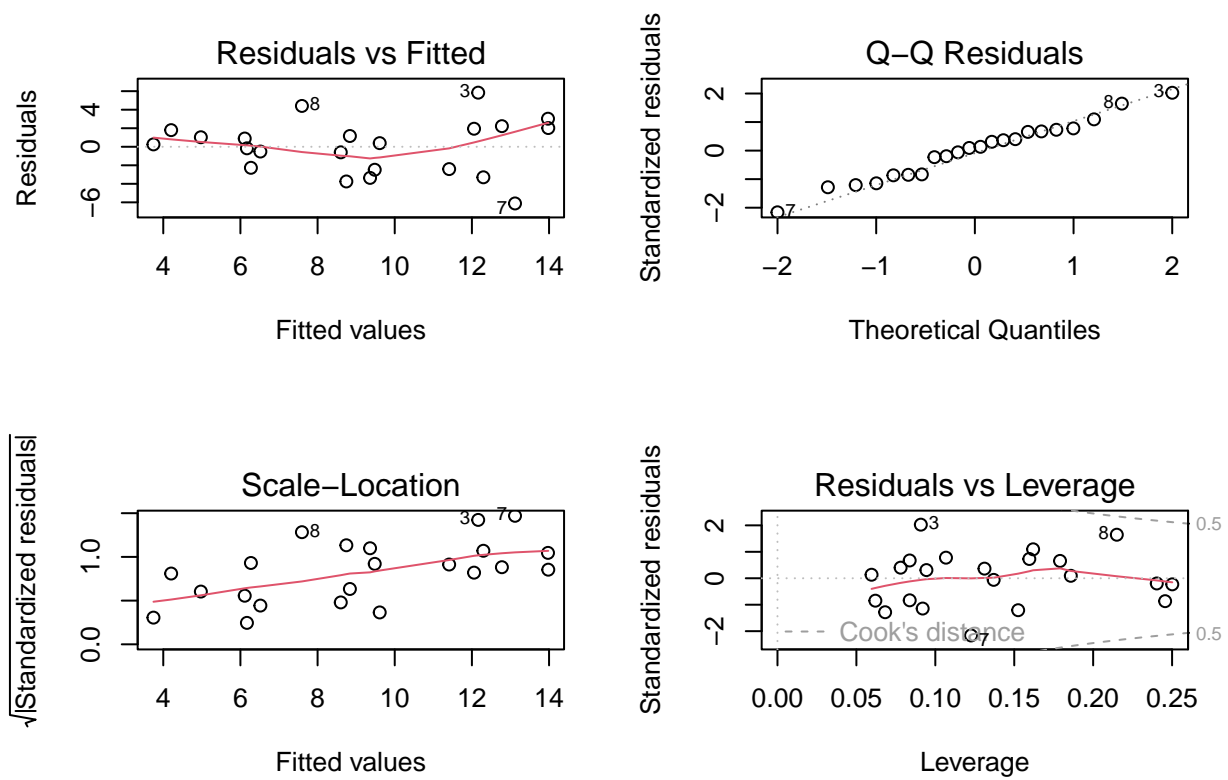 Residuals vs Fitted
Residuals
−6 0 4
3
8
7
4 6 8 10 12 14
Fitted values
Q−Q Residuals
Standardized residuals
−2 0 2
8
3
7
−2 −1 0 1 2
Theoretical Quantiles
Scale−Location
√|Standardized residuals|
0.0 1.0
3
7
8
4 6 8 10 12 14
Fitted values
Residuals vs Leverage
Standardized residuals
−2 0 2
3
8
7
0.5
0.5
Cook's distance
0.00 0.05 0.10 0.15 0.20 0.25
Leverage